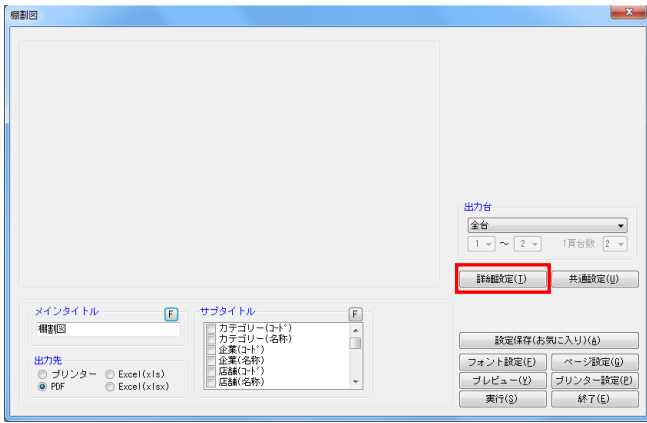 棚割図
出力台
全台
1 ～ 2 1頁台数 2
詳細設定(I) 共通設定(U)
メインタイトル F
棚割図
サブタイトル F
カテゴリー(ｺｰﾄﾞ)
カテゴリー(名称)
企業(ｺｰﾄﾞ)
企業(名称)
店舗(ｺｰﾄﾞ)
店舗(名称)
出力先
プリンター Excel(xls)
PDF Excel(xlsx)
設定保存(お気に入り)(A)
フォント設定(F) ページ設定(G)
プレビュー(V) プリンター設定(P)
実行(S) 終了(E)